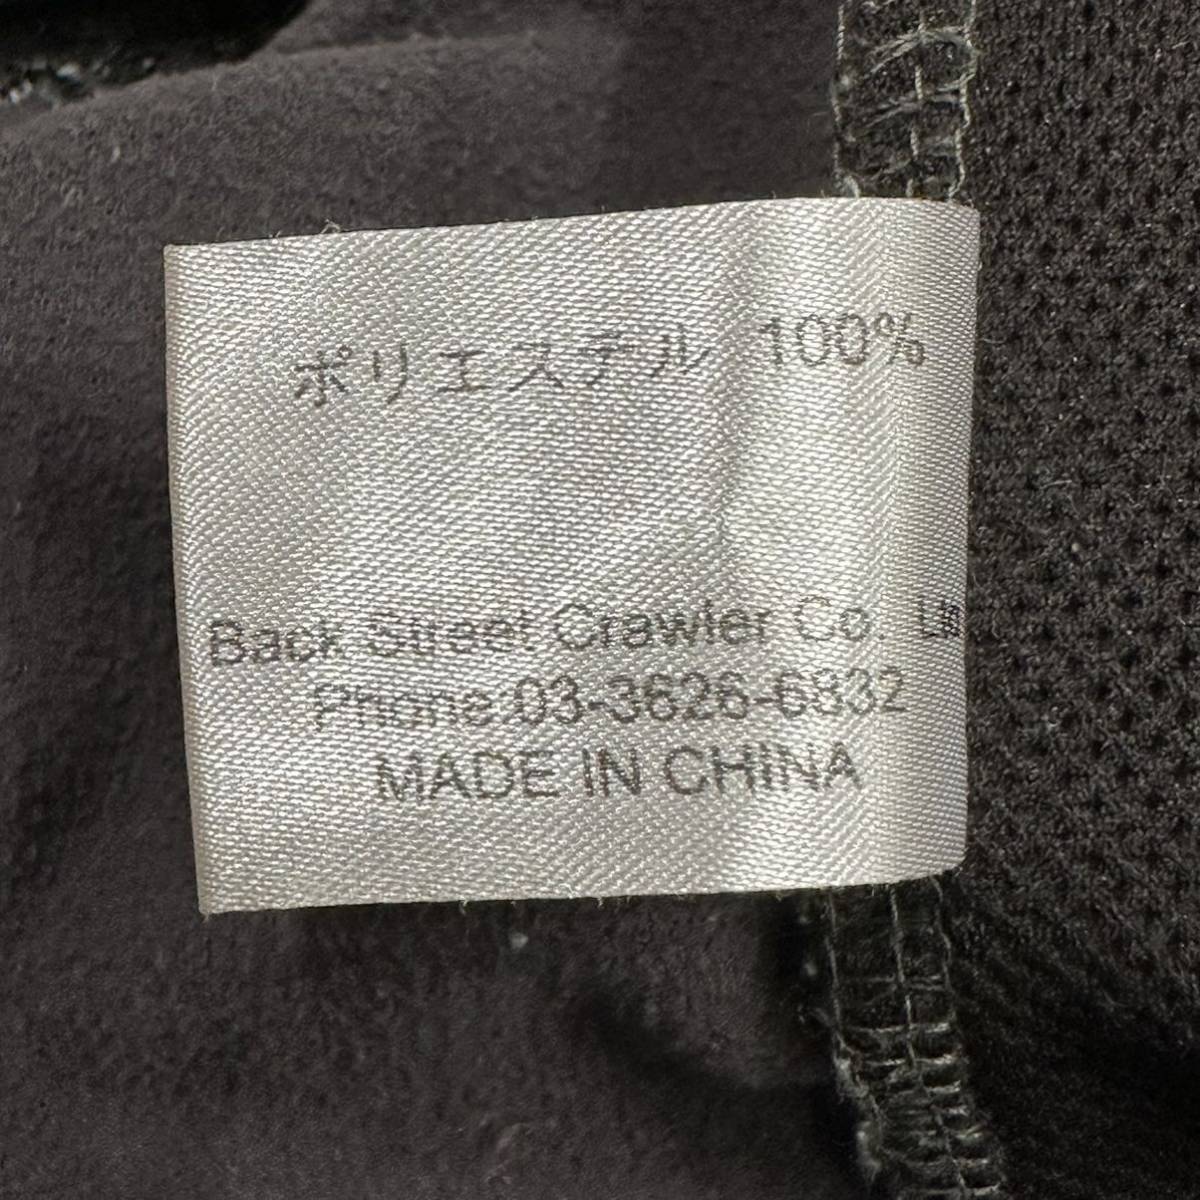 ポリエステル 100%
Back Street Crawler Co.
Phone:03-3626-6832
MADE IN CHINA